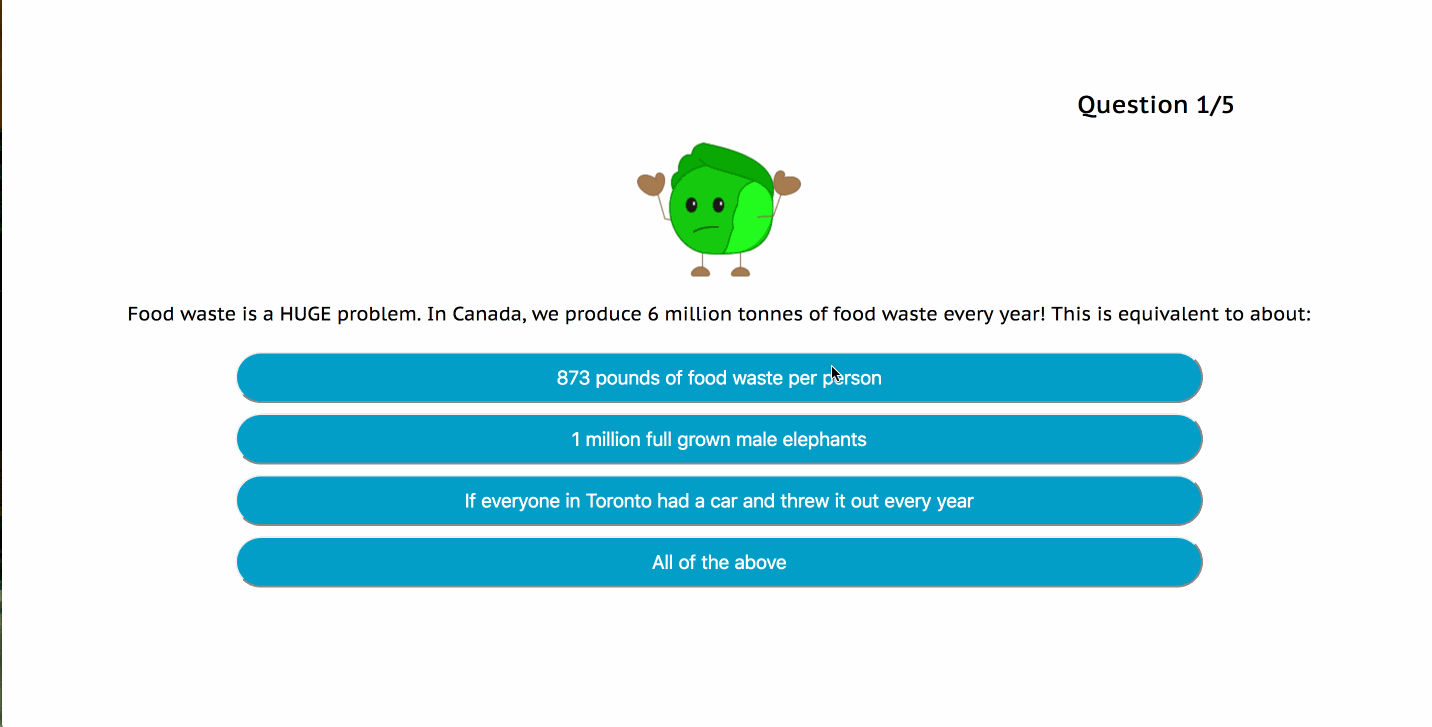 Question 1/5
Food waste is a HUGE problem. In Canada, we produce 6 million tonnes of food waste every year! This is equivalent to about:
873 pounds of food waste per person
1 million full grown male elephants
If everyone in Toronto had a car and threw it out every year
All of the above